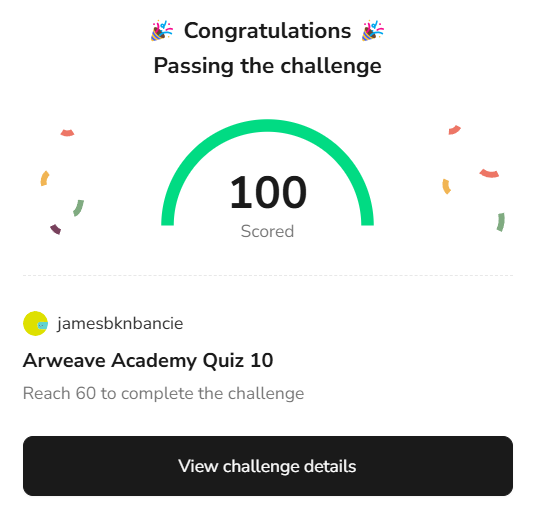 🎉 Congratulations 🎉
Passing the challenge
100
Scored
jamesbknbancie
Arweave Academy Quiz 10
Reach 60 to complete the challenge
View challenge details